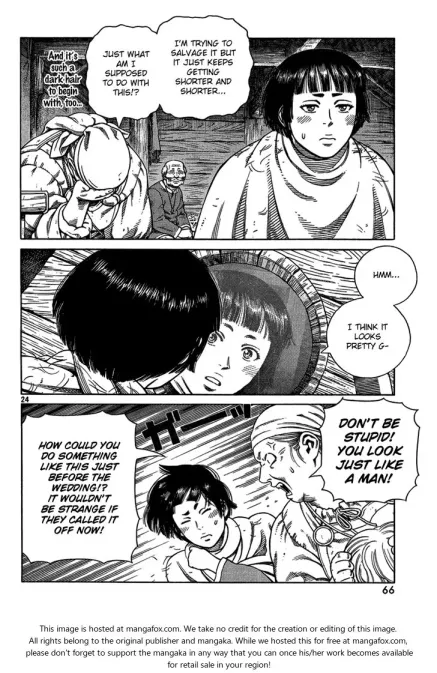 I'M TRYING TO
SALVAGE IT BUT
IT JUST KEEPS
GETTING
SHORTER AND
SHORTER...
JUST WHAT
AM I
SUPPOSED
TO DO WITH
THIS!?
And it's
such a
dark hair
to begin
with, too...
HMM...
I THINK IT
LOOKS
PRETTY G-
24
DON'T BE
STUPID!
YOU LOOK
JUST LIKE
A MAN!
ガーッ
HOW COULD YOU
DO SOMETHING
LIKE THIS JUST
BEFORE THE
WEDDING!?
IT WOULDN'T
BE STRANGE IF
THEY CALLED IT
OFF NOW!
66
This image is hosted at mangafox.com. We take no credit for the creation or editing of this image.
All rights belong to the original publisher and mangaka. While we hosted this for free at mangafox.com,
please don't forget to support the mangaka in any way that you can once his/her work becomes available
for retail sale in your region!